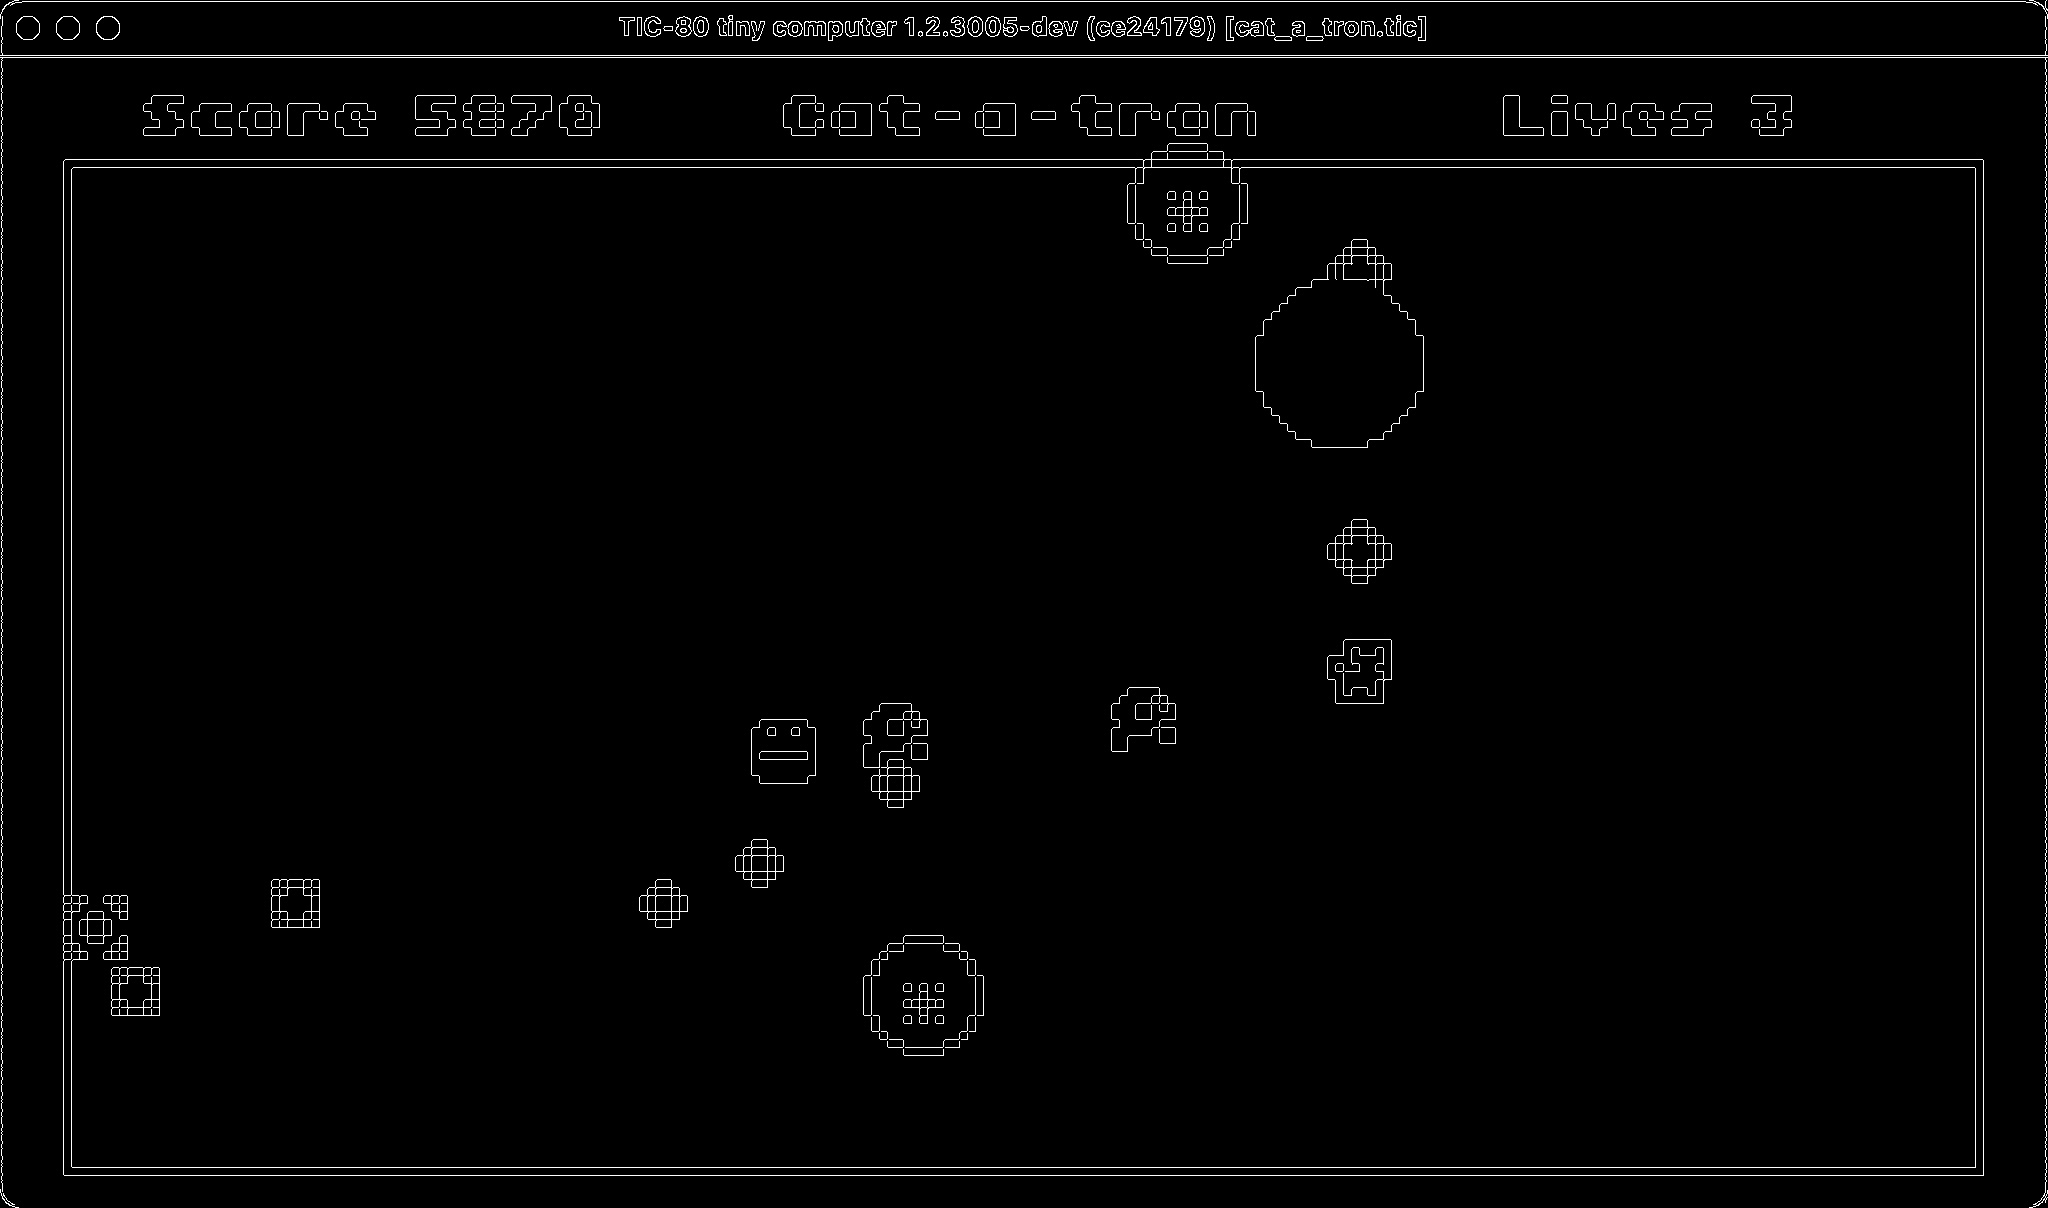 TIC-80 tiny computer 1.2.3005-dev (ce24179) [cat_a_tron.tic]
Score 5870 Cat-a-tron Lives 3